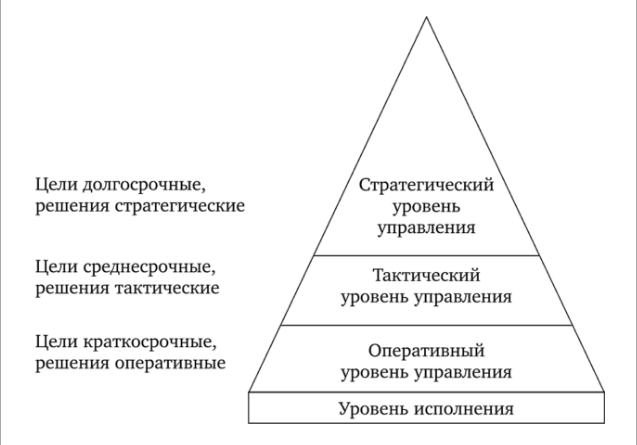 Цели долгосрочные,
решения стратегические
Стратегический
уровень
управления
Цели среднесрочные,
решения тактические
Тактический
уровень управления
Цели краткосрочные,
решения оперативные
Оперативный
уровень управления
Уровень исполнения